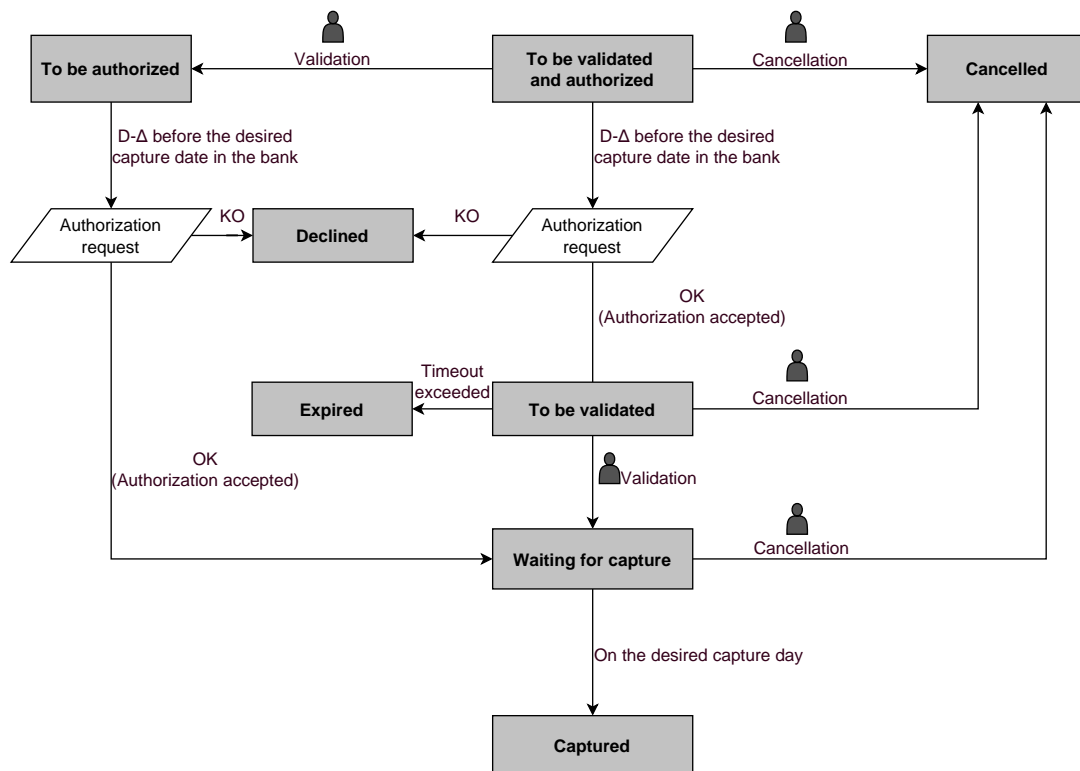 Validation
Cancellation
To be authorized
To be validated
and authorized
Cancelled
D-Δ before the desired
capture date in the bank
D-Δ before the desired
capture date in the bank
Authorization
request
KO
Declined
KO
Authorization
request
OK
(Authorization accepted)
Timeout
exceeded
Expired
To be validated
Cancellation
OK
(Authorization accepted)
Validation
Waiting for capture
Cancellation
On the desired capture day
Captured